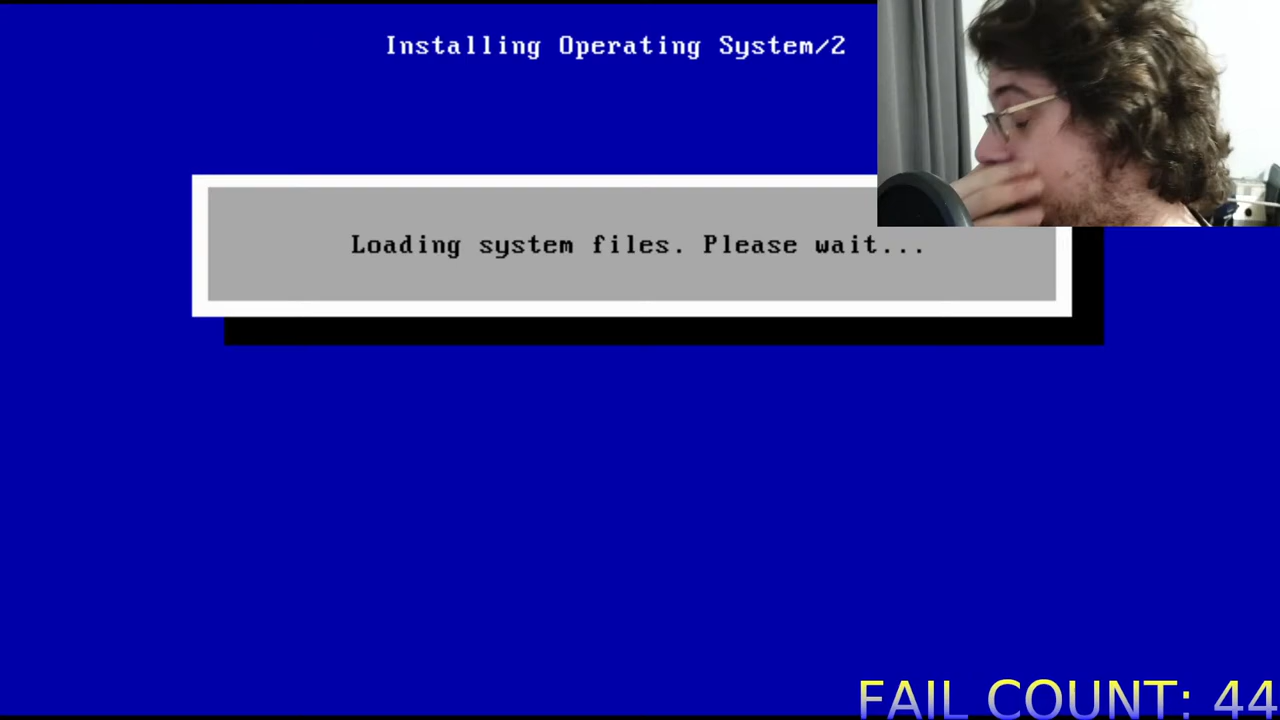 Installing Operating System/2
Loading system files. Please wait...
FAIL COUNT: 44